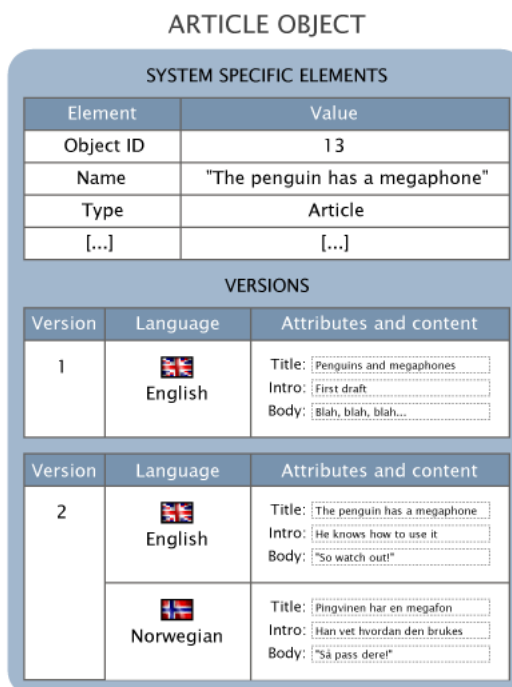 ARTICLE OBJECT
SYSTEM SPECIFIC ELEMENTS
Element Value
Object ID 13
Name "The penguin has a megaphone"
Type Article
[...] [...]
VERSIONS
Version Language Attributes and content
1 English
Title: Penguins and megaphones
Intro: First draft
Body: Blah, blah, blah...
Version Language Attributes and content
2 English
Title: The penguin has a megaphone
Intro: He knows how to use it
Body: "So watch out!"
Norwegian
Title: Pingvinen har en megafon
Intro: Han vet hvordan den brukes
Body: "Så pass dere!"